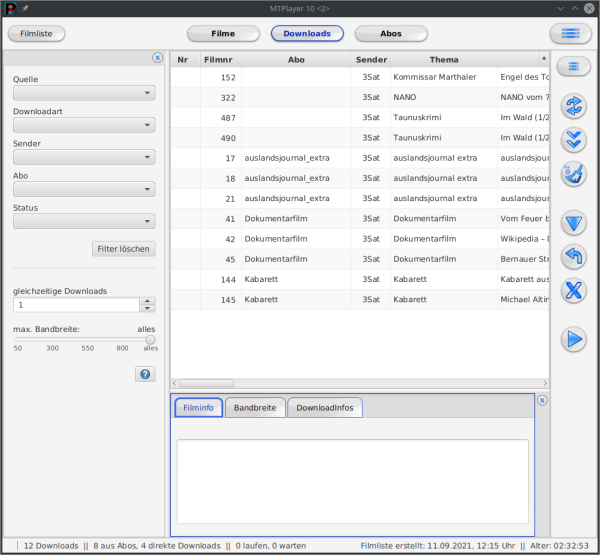 MTPlayer 10 <2>
Filmliste Filme Downloads Abos
Quelle
Downloadart
Sender
Abo
Status
Filter löschen
gleichzeitige Downloads
1
max. Bandbreite: alles
50 300 550 800 alles
Nr Filmnr Abo Sender Thema *
152 3Sat Kommissar Marthaler Engel des To
322 3Sat NANO NANO vom 7
487 3Sat Taunuskrimi Im Wald (1/2
490 3Sat Taunuskrimi Im Wald (1/2
17 auslandsjournal_extra 3Sat auslandsjournal extra auslandsjour
18 auslandsjournal_extra 3Sat auslandsjournal extra auslandsjour
21 auslandsjournal_extra 3Sat auslandsjournal extra auslandsjour
41 Dokumentarfilm 3Sat Dokumentarfilm Vom Feuer b
42 Dokumentarfilm 3Sat Dokumentarfilm Wikipedia –
45 Dokumentarfilm 3Sat Dokumentarfilm Bernauer Str
144 Kabarett 3Sat Kabarett Kabarett aus
145 Kabarett 3Sat Kabarett Michael Altin
Filminfo Bandbreite DownloadInfos
12 Downloads || 8 aus Abos, 4 direkte Downloads || 0 laufen, 0 warten Filmliste erstellt: 11.09.2021, 12:15 Uhr || Alter: 02:32:53